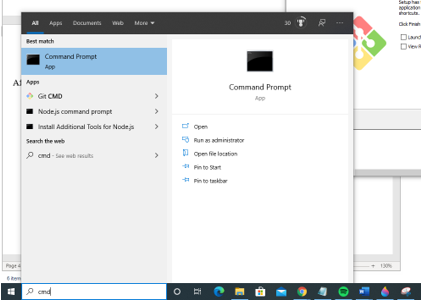 All Apps Documents Web More
30
Best match
Command Prompt
App
Apps
Git CMD
Node.js command prompt
Install Additional Tools for Node.js
Search the web
cmd - See web results
Command Prompt
App
Open
Run as administrator
Open file location
Pin to Start
Pin to taskbar
Setup has
application
shortcuts.
Click Finish
Launch
View R
Page 4
130%
6 item
cmd